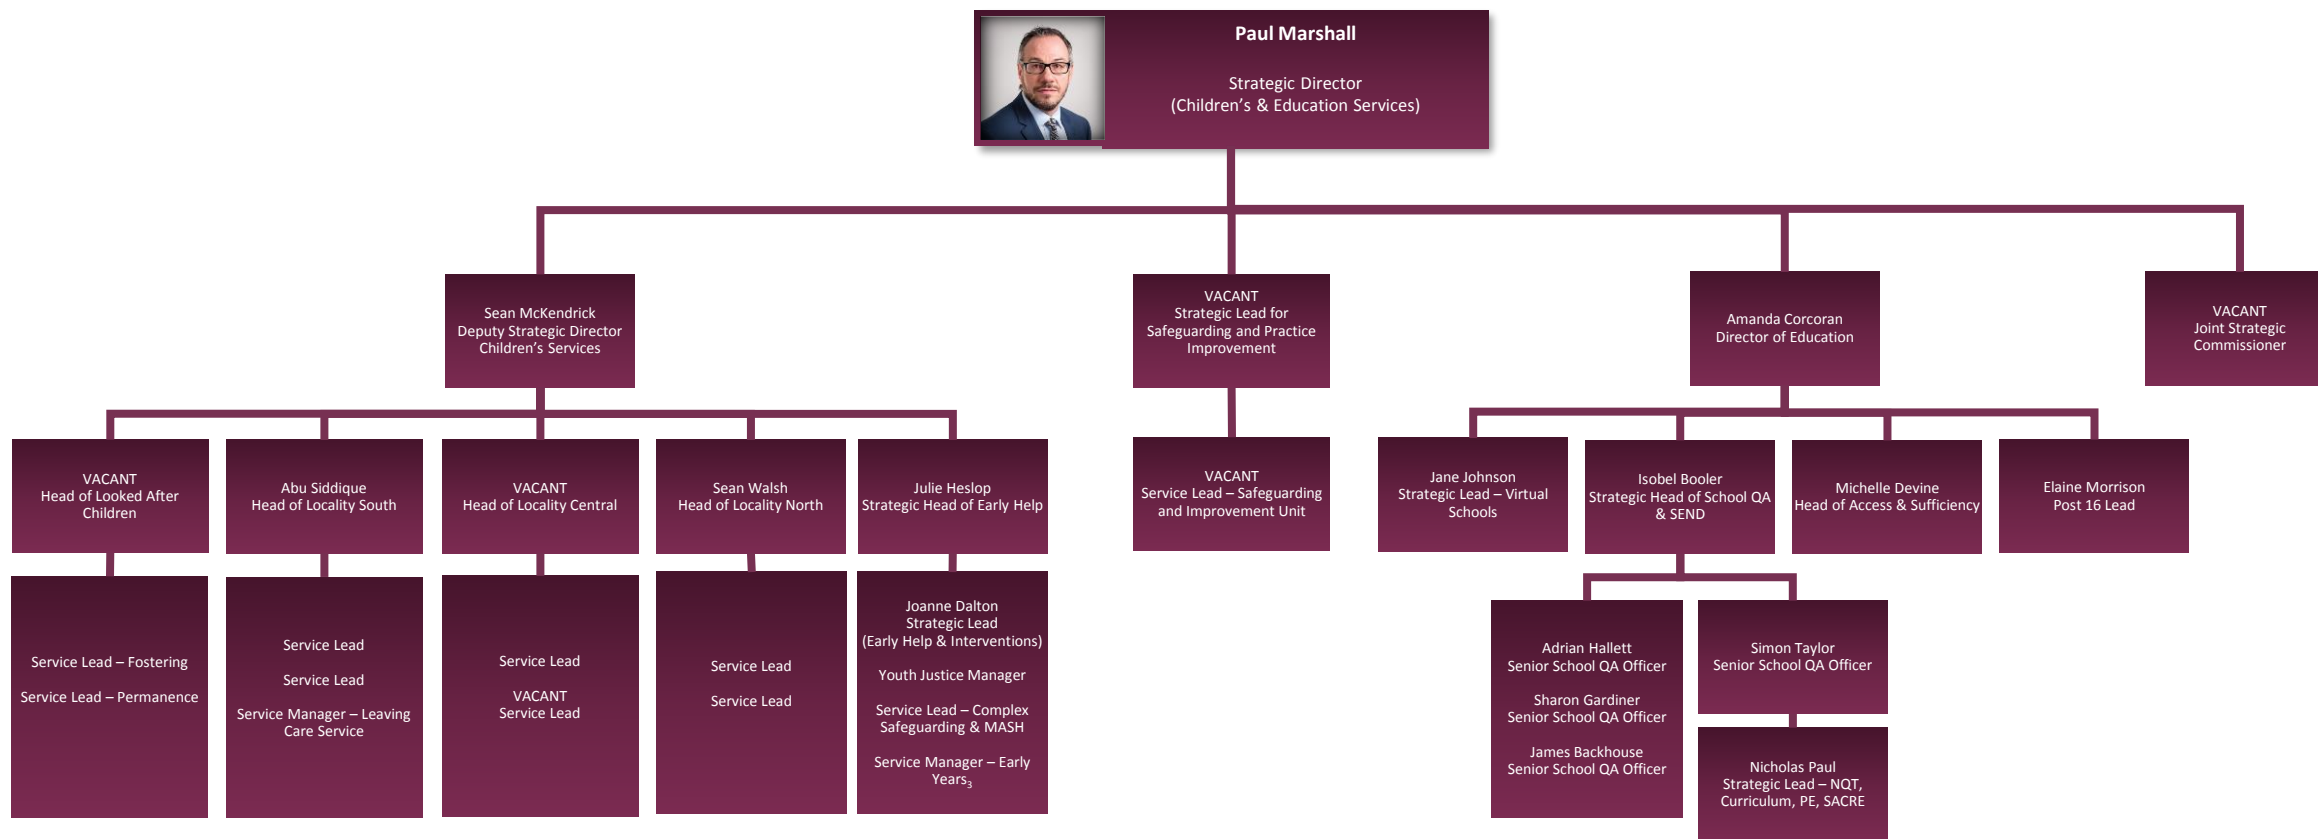 Paul Marshall
Strategic Director
(Children’s & Education Services)
Sean McKendrick
Deputy Strategic Director
Children’s Services
VACANT
Strategic Lead for
Safeguarding and Practice
Improvement
Amanda Corcoran
Director of Education
VACANT
Joint Strategic
Commissioner
VACANT
Head of Looked After
Children
Abu Siddique
Head of Locality South
VACANT
Head of Locality Central
Sean Walsh
Head of Locality North
Julie Heslop
Strategic Head of Early Help
VACANT
Service Lead – Safeguarding
and Improvement Unit
Jane Johnson
Strategic Lead – Virtual
Schools
Isobel Booler
Strategic Head of School QA
& SEND
Michelle Devine
Head of Access & Sufficiency
Elaine Morrison
Post 16 Lead
Service Lead – Fostering
Service Lead – Permanence
Service Lead
Service Lead
Service Manager – Leaving
Care Service
Service Lead
VACANT
Service Lead
Service Lead
Service Lead
Joanne Dalton
Strategic Lead
(Early Help & Interventions)
Youth Justice Manager
Service Lead – Complex
Safeguarding & MASH
Service Manager – Early
Years3
Adrian Hallett
Senior School QA Officer
Sharon Gardiner
Senior School QA Officer
James Backhouse
Senior School QA Officer
Simon Taylor
Senior School QA Officer
Nicholas Paul
Strategic Lead – NQT,
Curriculum, PE, SACRE